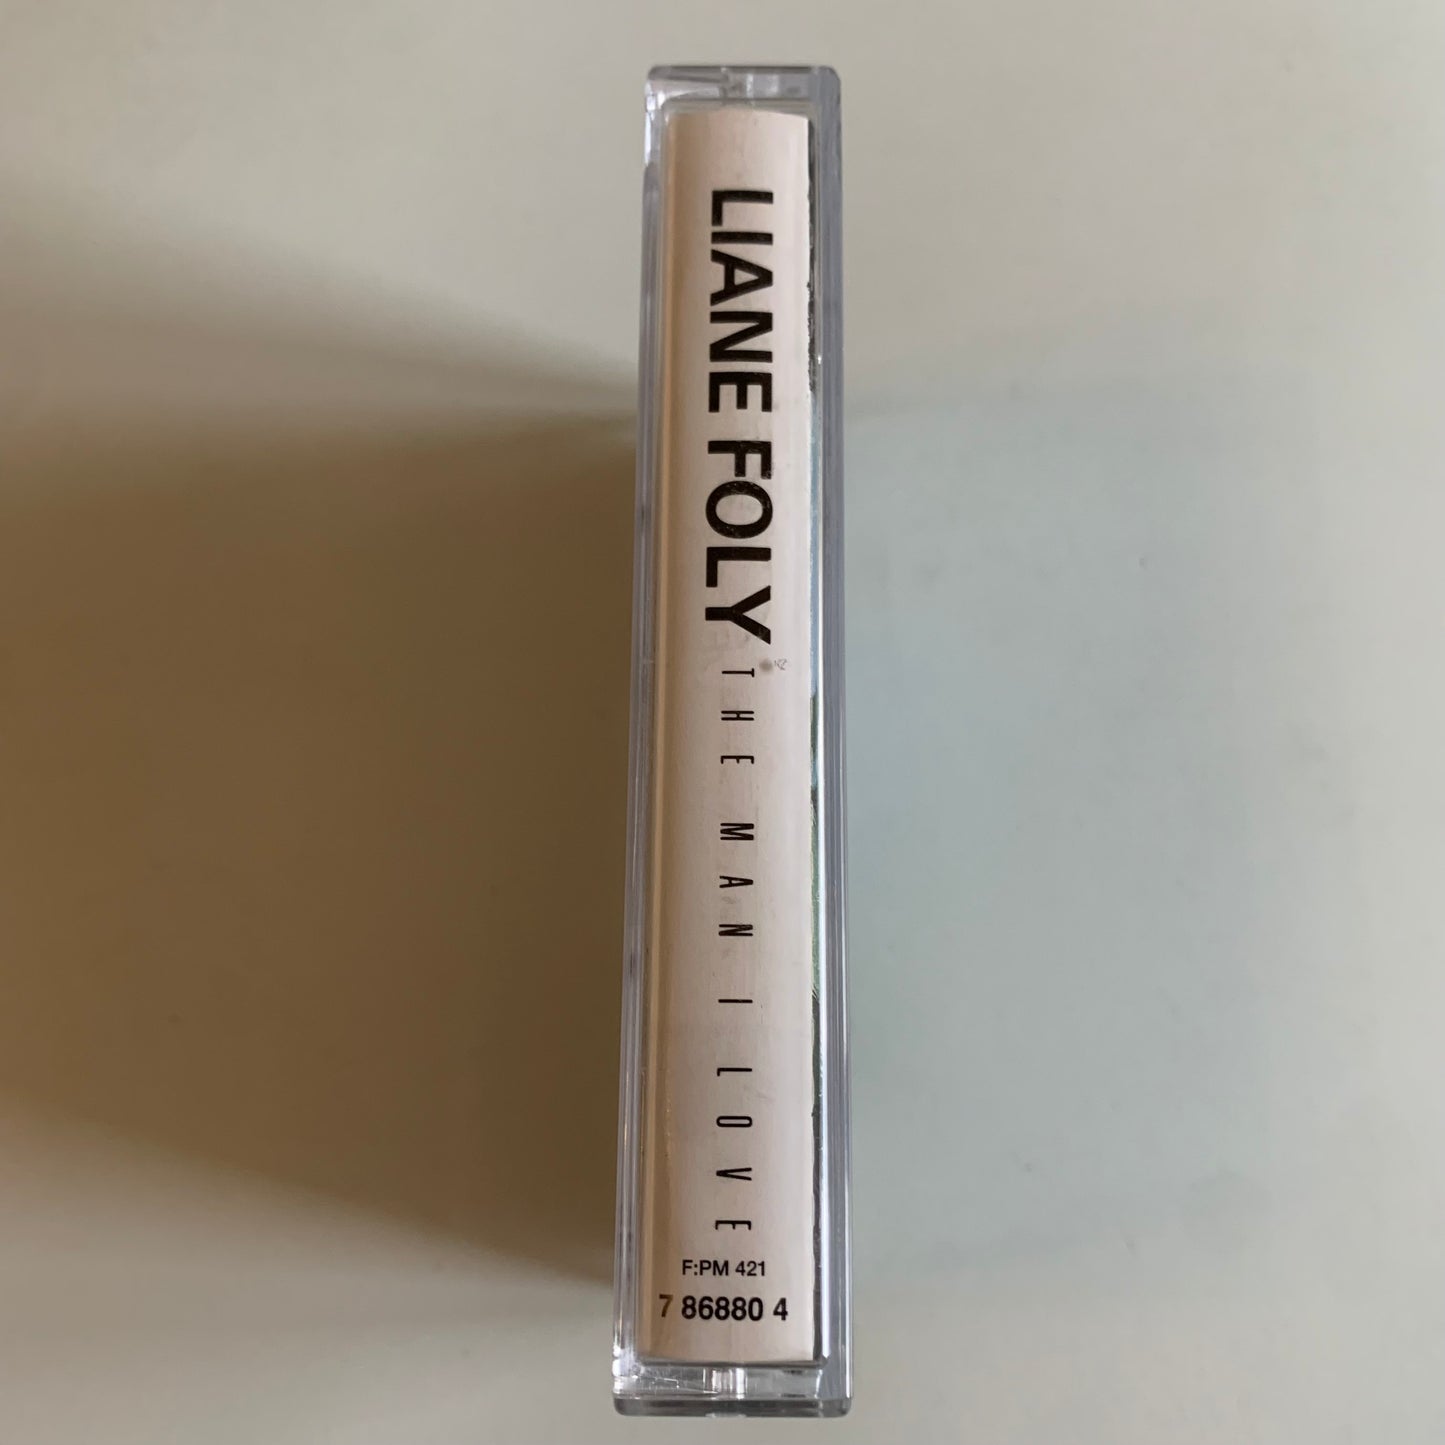 LIANE FOLY
THE MAN I LOVE
F:PM 421
7 86880 4